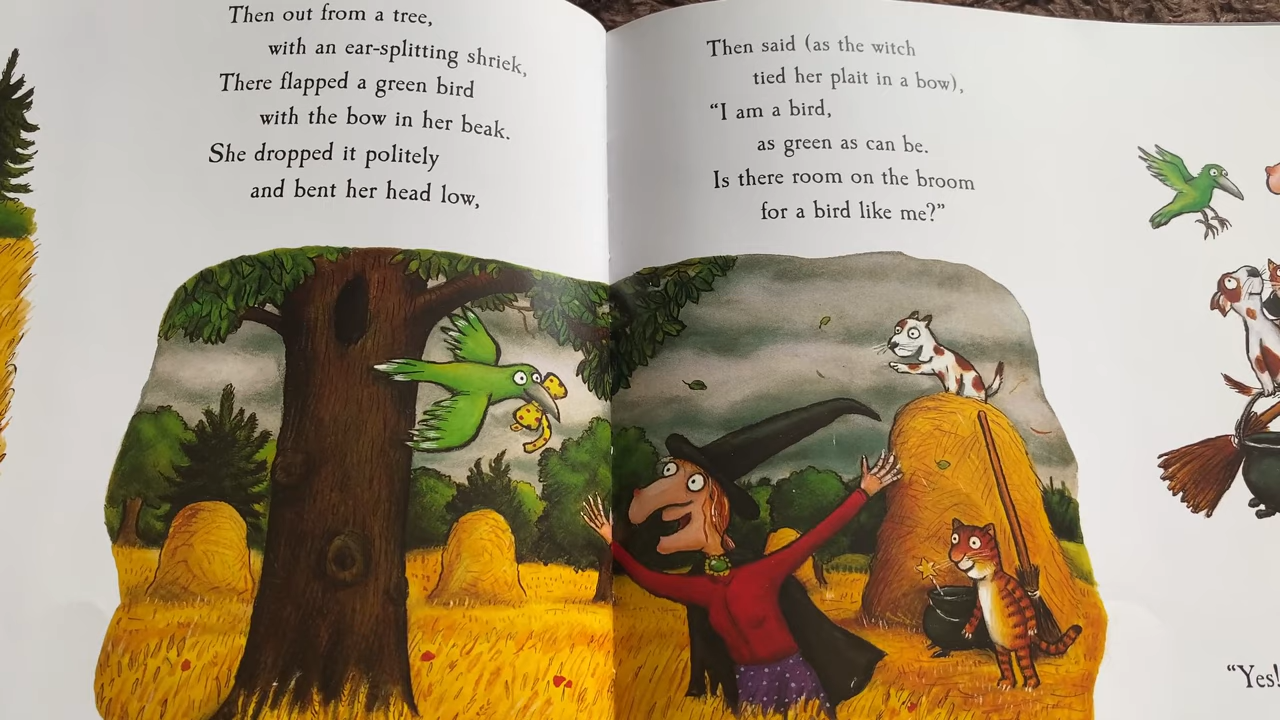 Then out from a tree,
with an ear-splitting shriek,
There flapped a green bird
with the bow in her beak.
She dropped it politely
and bent her head low,
Then said (as the witch
tied her plait in a bow),
“I am a bird,
as green as can be.
Is there room on the broom
for a bird like me?”
“Yes!